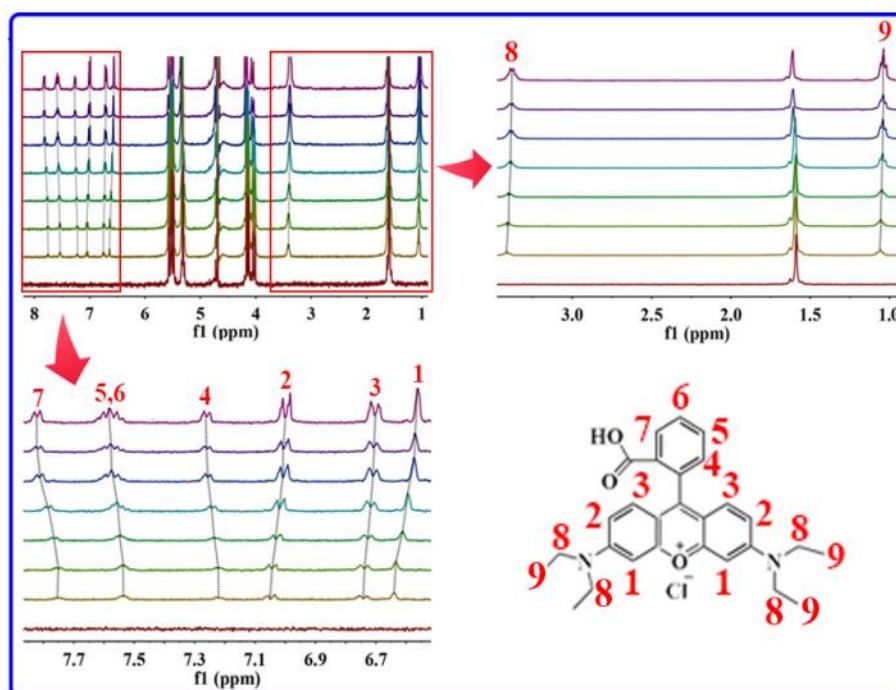 8 7 6 5 4 3 2 1
f1 (ppm)
8 9
3.0 2.5 2.0 1.5 1.0
f1 (ppm)
7 5,6 4 2 3 1
7.7 7.5 7.3 7.1 6.9 6.7
f1 (ppm)
6
7 5
HO
4
O
3 3
2 2
8 8
N O+ N
9 9
8 1 Cl− 1 8 9